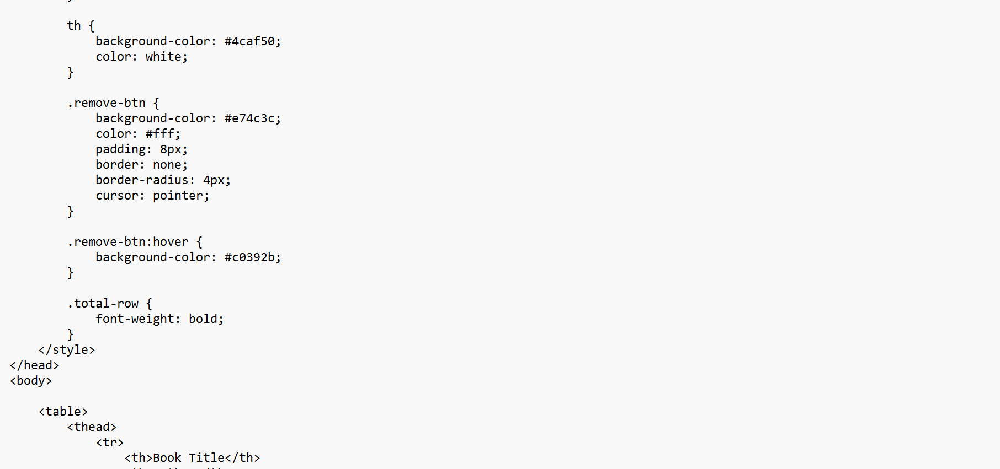 th {
background-color: #4caf50;
color: white;
}
.remove-btn {
background-color: #e74c3c;
color: #fff;
padding: 8px;
border: none;
border-radius: 4px;
cursor: pointer;
}
.remove-btn:hover {
background-color: #c0392b;
}
.total-row {
font-weight: bold;
}
</style>
</head>
<body>
<table>
<thead>
<tr>
<th>Book Title</th>